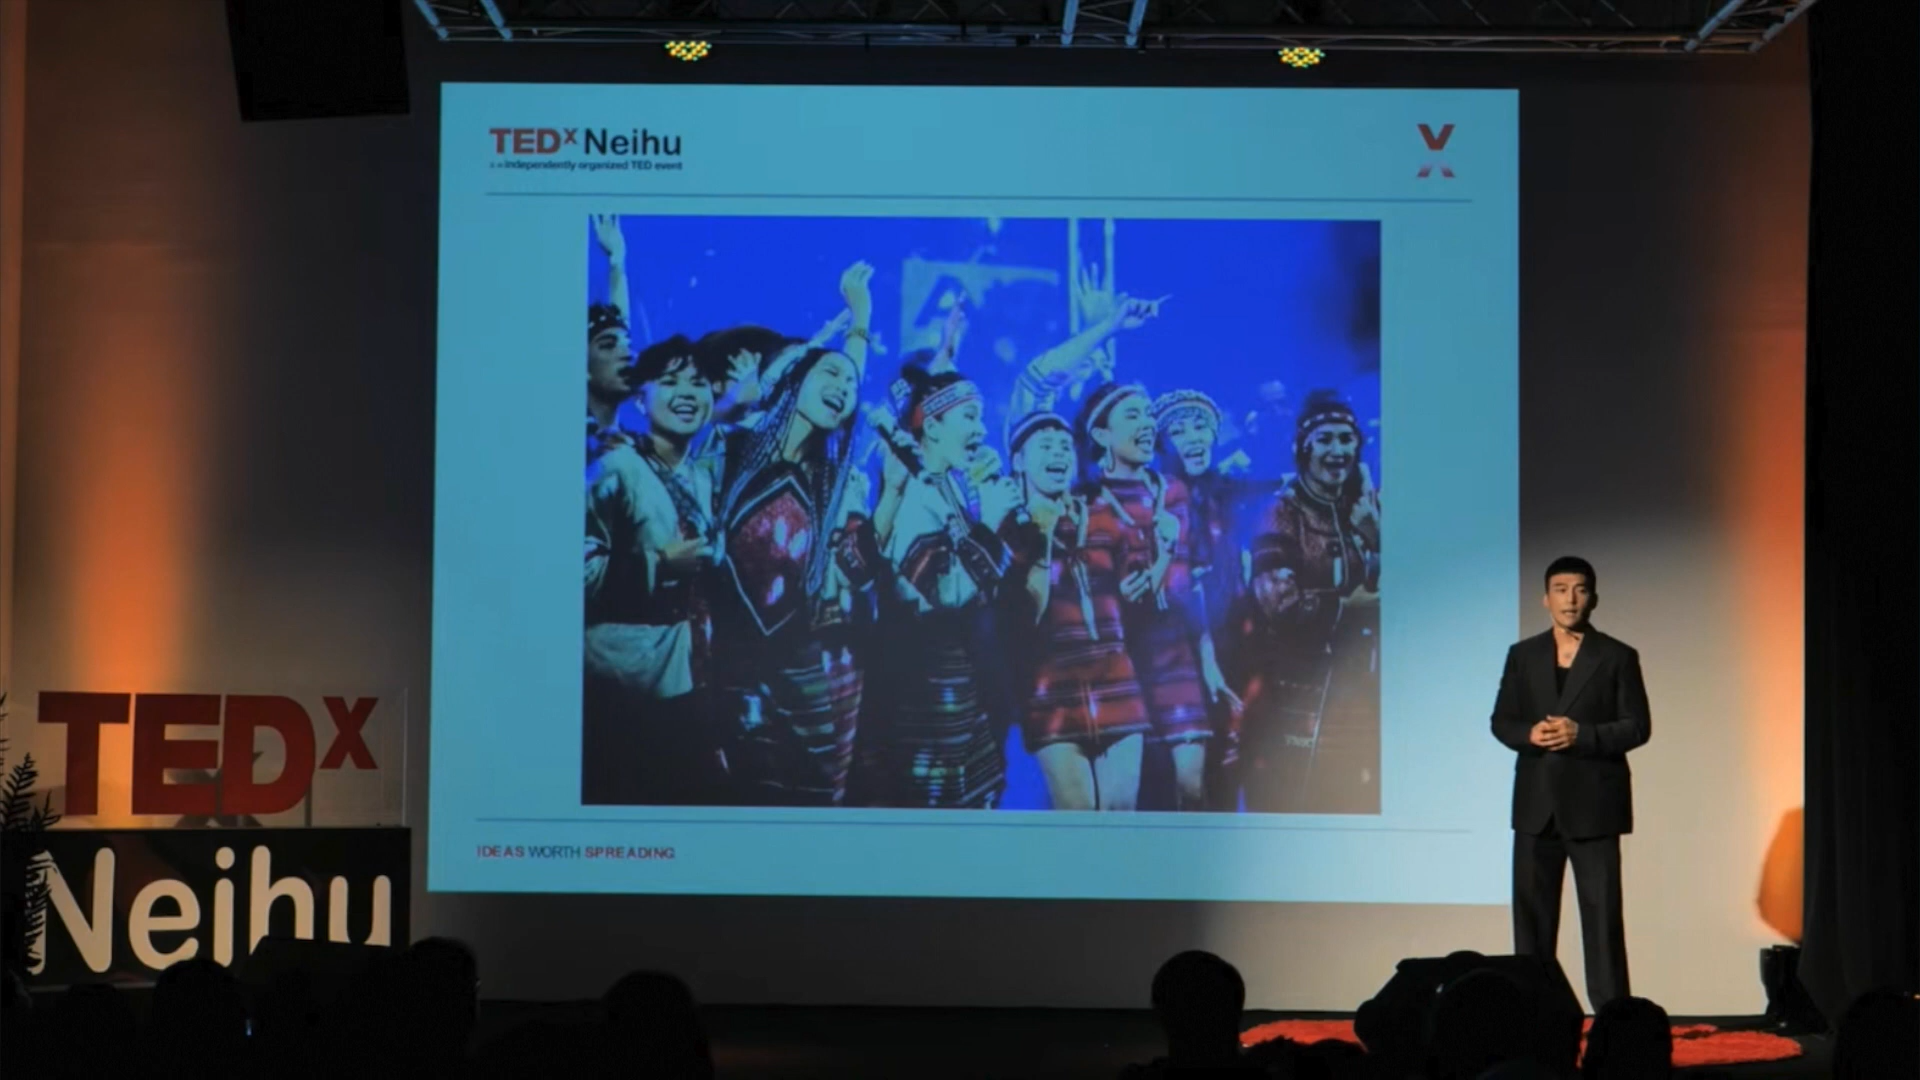 TEDx Neihu
x = independently organized TED event
IDEAS WORTH SPREADING
TEDx
Neihu